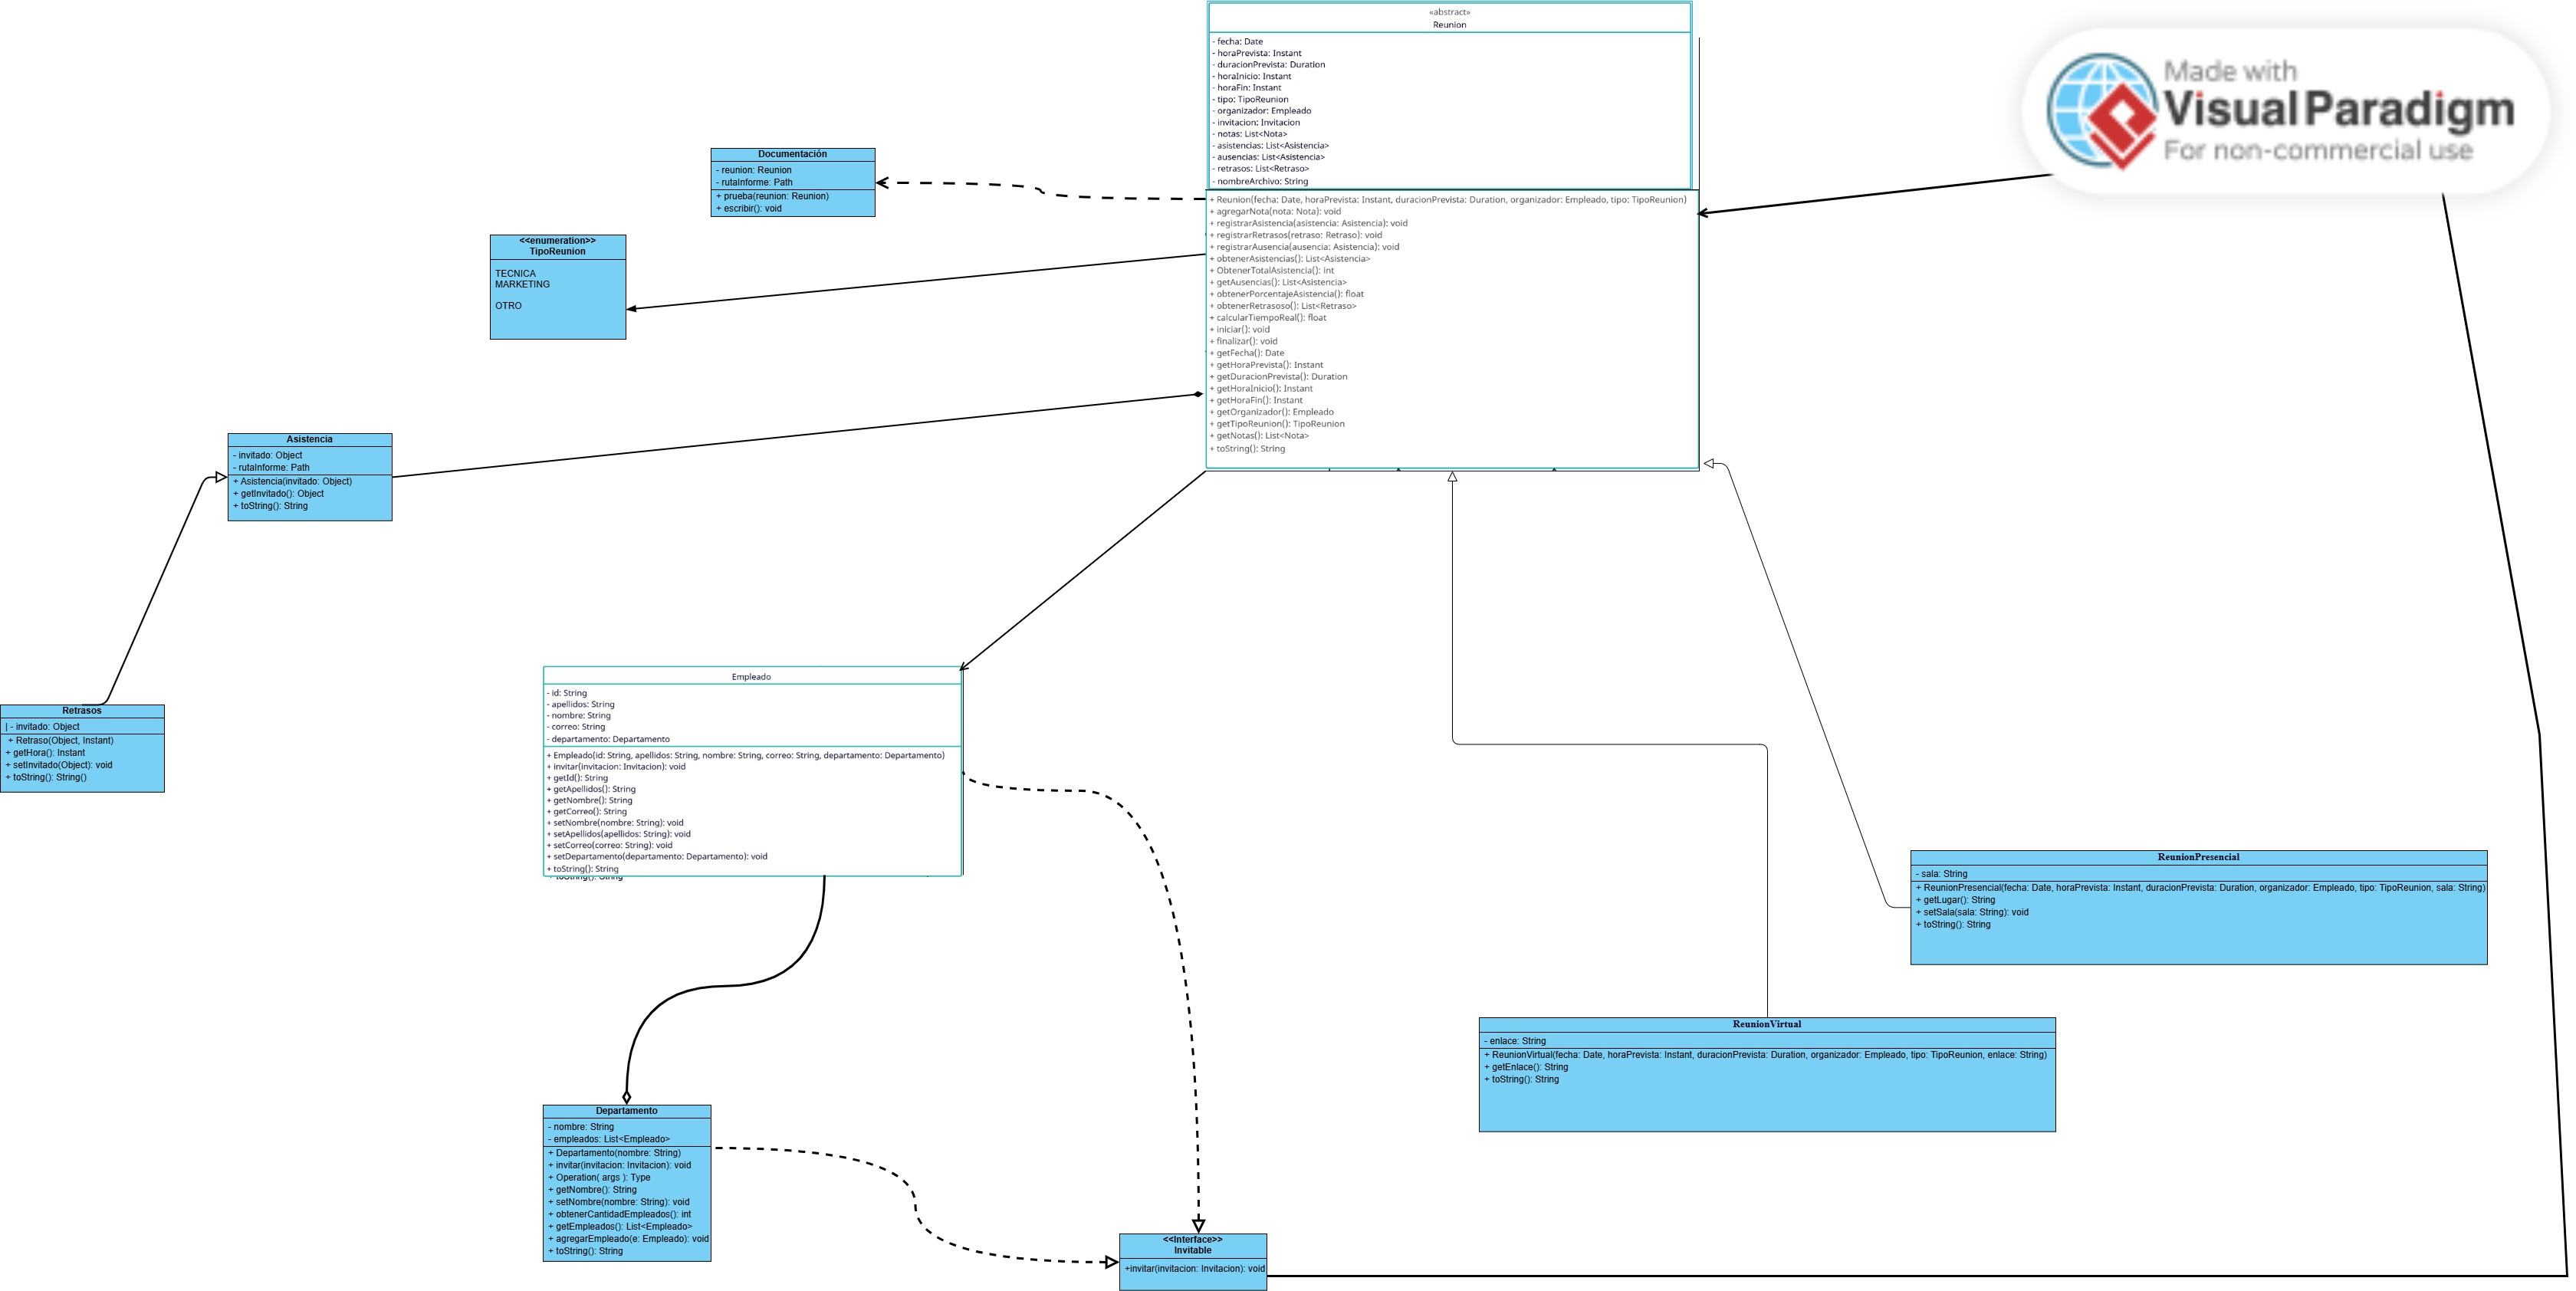 «abstract»
Reunion
- fecha: Date
- horaPrevista: Instant
- duracionPrevista: Duration
- horaInicio: Instant
- horaFin: Instant
- tipo: TipoReunion
- organizador: Empleado
- invitacion: Invitacion
- notas: List<Nota>
- asistencias: List<Asistencia>
- ausencias: List<Asistencia>
- retrasos: List<Retraso>
- nombreArchivo: String
+ Reunion(fecha: Date, horaPrevista: Instant, duracionPrevista: Duration, organizador: Empleado, tipo: TipoReunion)
+ agregarNota(nota: Nota): void
+ registrarAsistencia(asistencia: Asistencia): void
+ registrarRetrasos(retraso: Retraso): void
+ registrarAusencia(ausencia: Asistencia): void
+ obtenerAsistencias(): List<Asistencia>
+ ObtenerTotalAsistencia(): int
+ getAusencias(): List<Asistencia>
+ obtenerPorcentajeAsistencia(): float
+ obtenerRetrasoso(): List<Retraso>
+ calcularTiempoReal(): float
+ iniciar(): void
+ finalizar(): void
+ getFecha(): Date
+ getHoraPrevista(): Instant
+ getDuracionPrevista(): Duration
+ getHoraInicio(): Instant
+ getHoraFin(): Instant
+ getOrganizador(): Empleado
+ getTipoReunion(): TipoReunion
+ getNotas(): List<Nota>
+ toString(): String
Made with
Visual Paradigm
For non-commercial use
Documentación
- reunion: Reunion
- rutaInforme: Path
+ prueba(reunion: Reunion)
+ escribir(): void
<<enumeration>>
TipoReunion
TECNICA
MARKETING
OTRO
Asistencia
- invitado: Object
- rutaInforme: Path
+ Asistencia(invitado: Object)
+ getInvitado(): Object
+ toString(): String
Retrasos
| - invitado: Object
+ Retraso(Object, Instant)
+ getHora(): Instant
+ setInvitado(Object): void
+ toString(): String()
Empleado
- id: String
- apellidos: String
- nombre: String
- correo: String
- departamento: Departamento
+ Empleado(id: String, apellidos: String, nombre: String, correo: String, departamento: Departamento)
+ invitar(invitacion: Invitacion): void
+ getId(): String
+ getApellidos(): String
+ getNombre(): String
+ getCorreo(): String
+ setNombre(nombre: String): void
+ setApellidos(apellidos: String): void
+ setCorreo(correo: String): void
+ setDepartamento(departamento: Departamento): void
+ toString(): String
+ toString(): String
ReunionPresencial
- sala: String
+ ReunionPresencial(fecha: Date, horaPrevista: Instant, duracionPrevista: Duration, organizador: Empleado, tipo: TipoReunion, sala: String)
+ getLugar(): String
+ setSala(sala: String): void
+ toString(): String
ReunionVirtual
- enlace: String
+ ReunionVirtual(fecha: Date, horaPrevista: Instant, duracionPrevista: Duration, organizador: Empleado, tipo: TipoReunion, enlace: String)
+ getEnlace(): String
+ toString(): String
Departamento
- nombre: String
- empleados: List<Empleado>
+ Departamento(nombre: String)
+ invitar(invitacion: Invitacion): void
+ Operation( args ): Type
+ getNombre(): String
+ setNombre(nombre: String): void
+ obtenerCantidadEmpleados(): int
+ getEmpleados(): List<Empleado>
+ agregarEmpleado(e: Empleado): void
+ toString(): String
<<Interface>>
Invitable
+invitar(invitacion: Invitacion): void